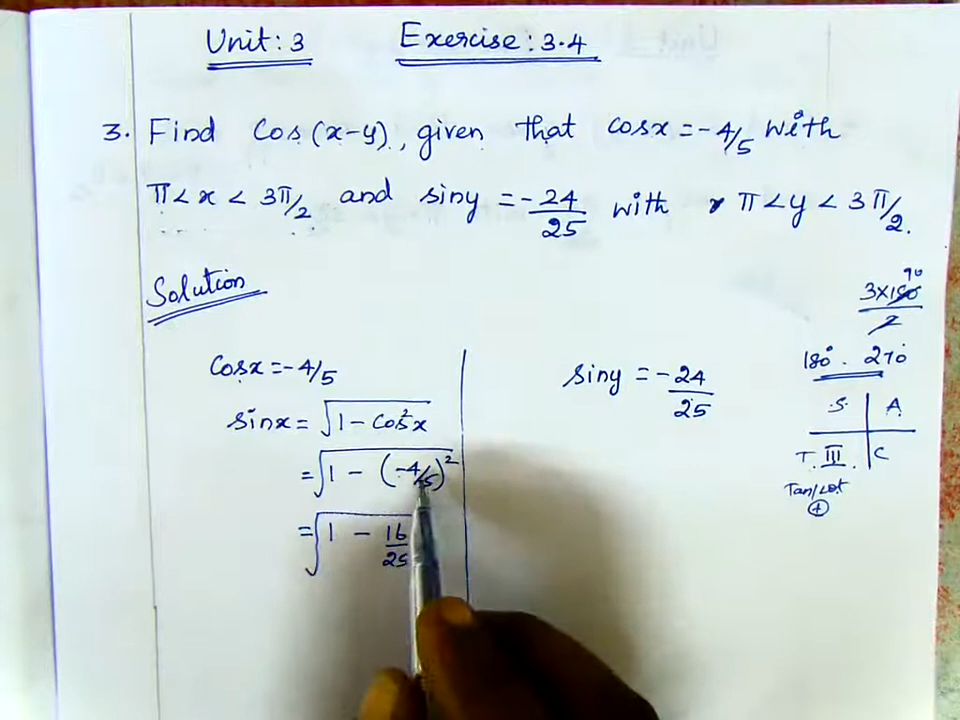 Unit: 3 Exercise: 3.4
3. Find Cos(x-y), given that cosx = -4/5 with
π < x < 3π/2 and siny = -24/25 with π < y < 3π/2.
Solution
90
3×180/2
180° - 270°
S A
T III C
Tan/cot
+
Cosx = -4/5
sinx = √1 - Cos²x
= √1 - (-4/5)²
= √1 - 16/25
siny = -24/25